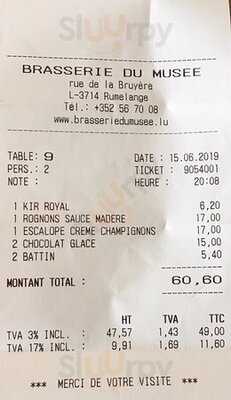 BRASSERIE DU MUSEE
rue de la Bruyère
L-3714 Rumelange
Tél.: +352 56 70 08
www.brasseriedumusee.lu
TABLE: 9 DATE : 15.06.2019
PERS.: 2 TICKET : 9054001
NOTE : HEURE : 20:08
1 KIR ROYAL 6,20
1 ROGNONS SAUCE MADERE 17,00
1 ESCALOPE CREME CHAMPIGNONS 17,00
2 CHOCOLAT GLACE 15,00
2 BATTIN 5,40
MONTANT TOTAL : 60,60
HT TVA TTC
TVA 3% INCL. : 47,57 1,43 49,00
TVA 17% INCL. : 9,91 1,69 11,60
*** MERCI DE VOTRE VISITE ***
Sluurpy